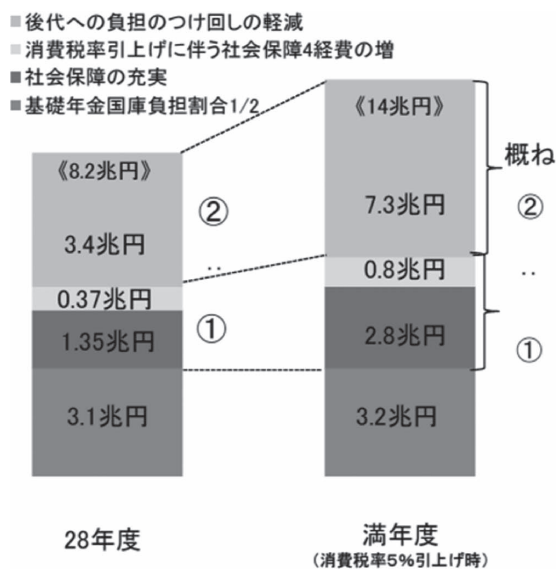 ■後代への負担のつけ回しの軽減
■消費税率引上げに伴う社会保障4経費の増
■社会保障の充実
■基礎年金国庫負担割合1/2
《8.2兆円》
3.4兆円
0.37兆円
1.35兆円
3.1兆円
②
:
①
《14兆円》
7.3兆円
0.8兆円
2.8兆円
3.2兆円
概ね
②
:
①
28年度
満年度
(消費税率5%引上げ時)